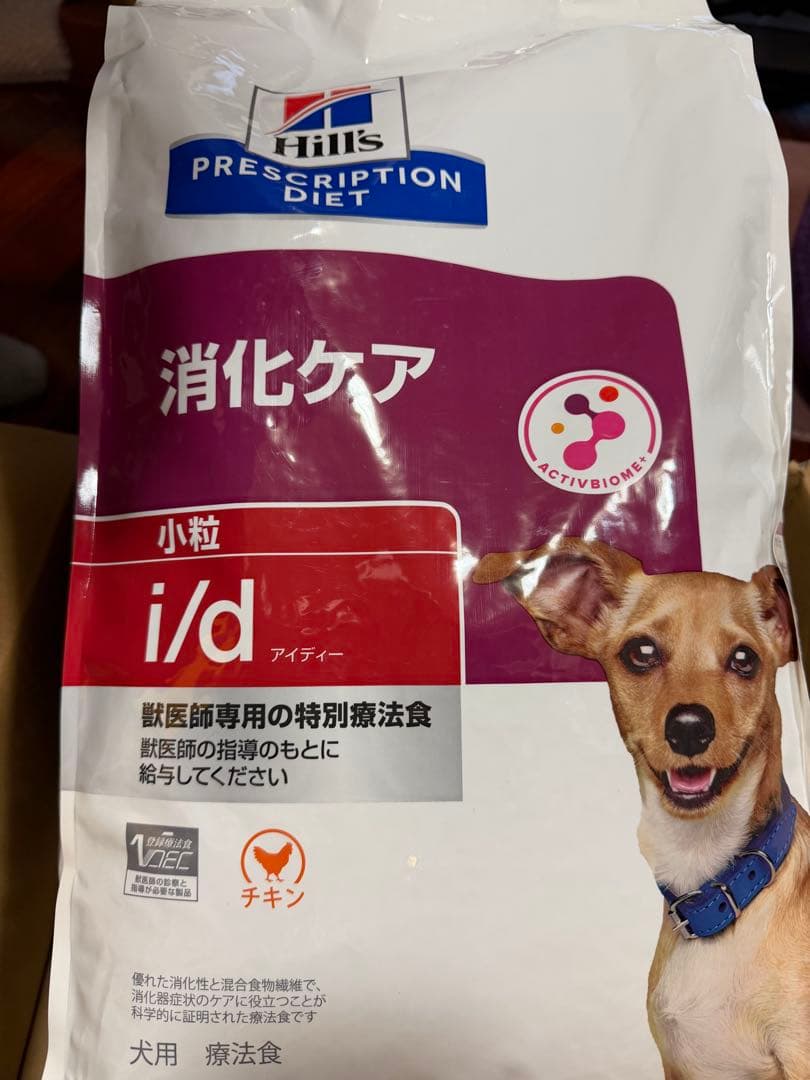 Hill's
PRESCRIPTION
DIET
消化ケア
ACTIVBIOME+
小粒
i/d アイディー
獣医師専用の特別療法食
獣医師の指導のもとに
給与してください
登録療法食
VDEC
獣医師の診察と
指導が必要な製品
チキン
優れた消化性と混合食物繊維で、
消化器症状のケアに役立つことが
科学的に証明された療法食です
犬用 療法食